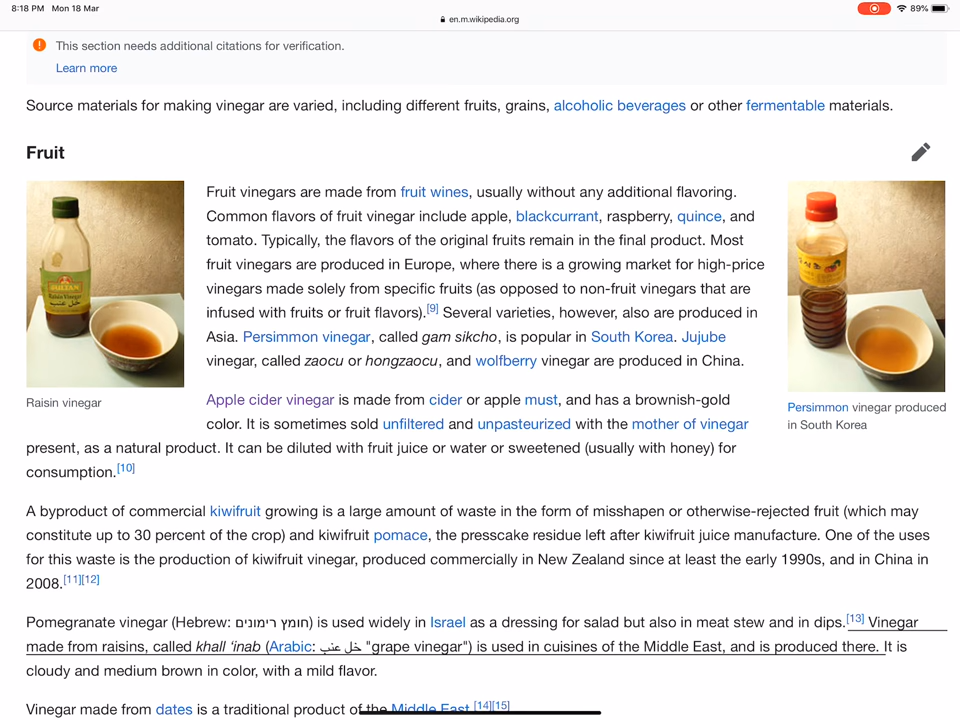 8:18 PM Mon 18 Mar
89%
en.m.wikipedia.org
This section needs additional citations for verification.
Learn more
Source materials for making vinegar are varied, including different fruits, grains, alcoholic beverages or other fermentable materials.
Fruit
Fruit vinegars are made from fruit wines, usually without any additional flavoring.
Common flavors of fruit vinegar include apple, blackcurrant, raspberry, quince, and
tomato. Typically, the flavors of the original fruits remain in the final product. Most
fruit vinegars are produced in Europe, where there is a growing market for high-price
vinegars made solely from specific fruits (as opposed to non-fruit vinegars that are
infused with fruits or fruit flavors).[9] Several varieties, however, also are produced in
Asia. Persimmon vinegar, called gam sikcho, is popular in South Korea. Jujube
vinegar, called zaocu or hongzaocu, and wolfberry vinegar are produced in China.
Raisin Vinegar
خل عنب
Raisin vinegar
Persimmon vinegar produced
in South Korea
Apple cider vinegar is made from cider or apple must, and has a brownish-gold
color. It is sometimes sold unfiltered and unpasteurized with the mother of vinegar
present, as a natural product. It can be diluted with fruit juice or water or sweetened (usually with honey) for
consumption.[10]
A byproduct of commercial kiwifruit growing is a large amount of waste in the form of misshapen or otherwise-rejected fruit (which may
constitute up to 30 percent of the crop) and kiwifruit pomace, the presscake residue left after kiwifruit juice manufacture. One of the uses
for this waste is the production of kiwifruit vinegar, produced commercially in New Zealand since at least the early 1990s, and in China in
2008.[11][12]
Pomegranate vinegar (Hebrew: חומץ רימונים) is used widely in Israel as a dressing for salad but also in meat stew and in dips.[13] Vinegar
made from raisins, called khall ‘inab (Arabic: خل عنب "grape vinegar") is used in cuisines of the Middle East, and is produced there. It is
cloudy and medium brown in color, with a mild flavor.
Vinegar made from dates is a traditional product of the Middle East.[14][15]